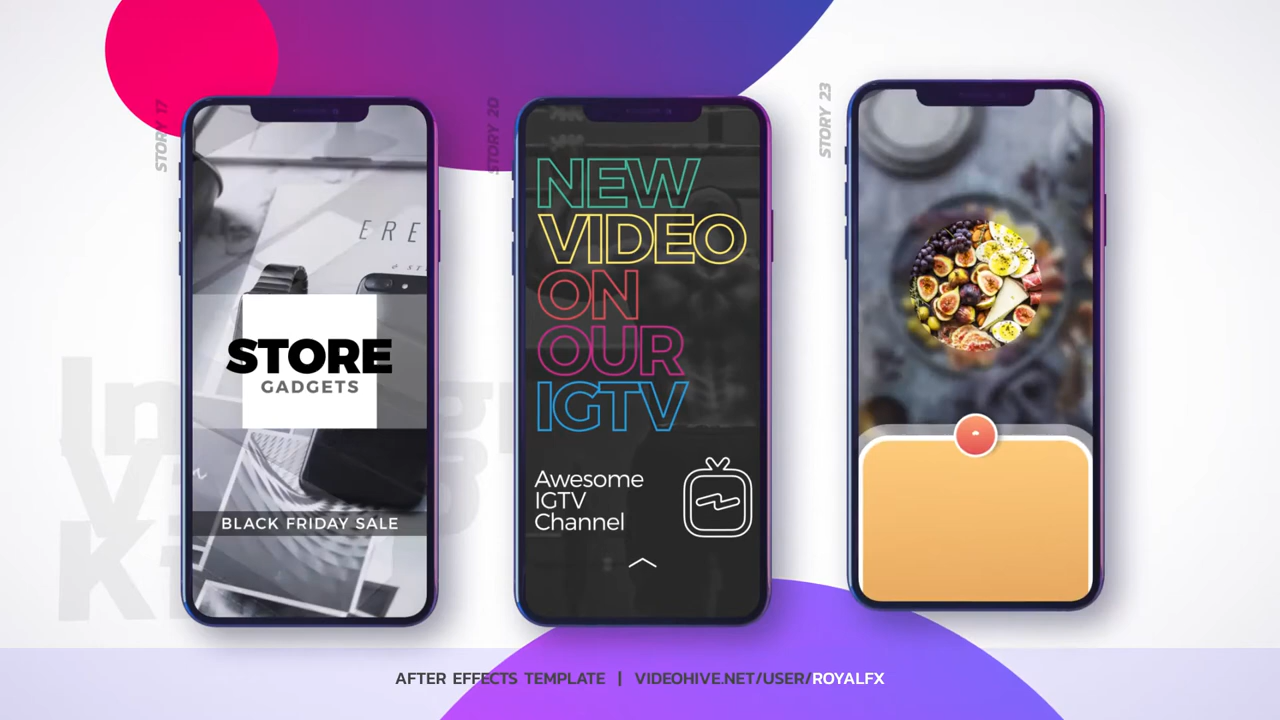 STORY 17
STORY 20
STORY 23
ERE
STORE
GADGETS
BLACK FRIDAY SALE
NEW
VIDEO
ON
OUR
IGTV
Awesome
IGTV
Channel
AFTER EFFECTS TEMPLATE | VIDEOHIVE.NET/USER/ROYALFX